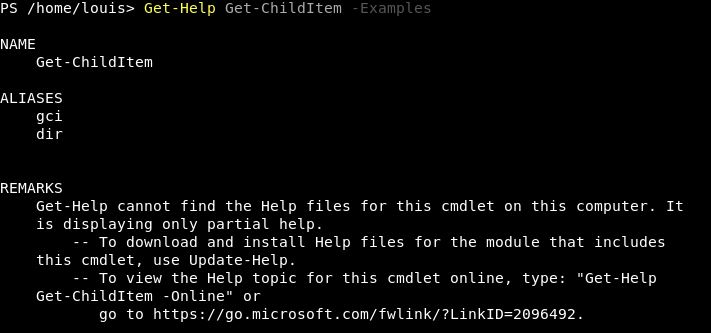 PS /home/louis> Get-Help Get-ChildItem -Examples
NAME
Get-ChildItem
ALIASES
gci
dir
REMARKS
Get-Help cannot find the Help files for this cmdlet on this computer. It
is displaying only partial help.
-- To download and install Help files for the module that includes
this cmdlet, use Update-Help.
-- To view the Help topic for this cmdlet online, type: "Get-Help
Get-ChildItem -Online" or
go to https://go.microsoft.com/fwlink/?LinkID=2096492.